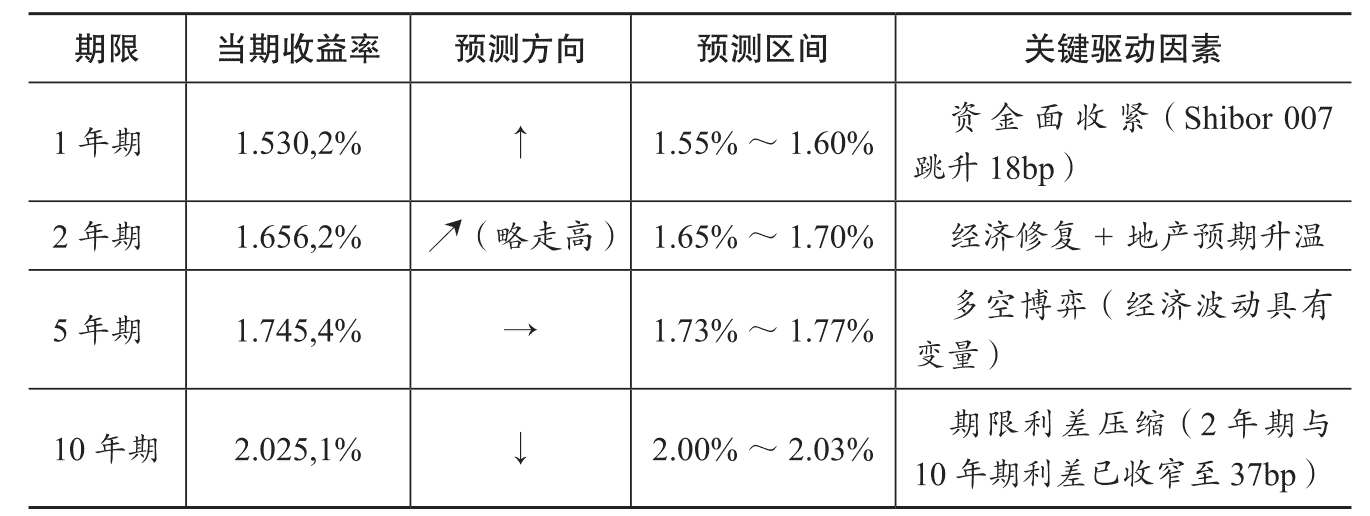 期限 当期收益率 预测方向 预测区间 关键驱动因素
1 年期 1.530,2% ↑ 1.55% ～ 1.60% 资金面收紧（Shibor 007
跳升 18bp）
2 年期 1.656,2% ↗（略走高） 1.65% ～ 1.70% 经济修复 + 地产预期升温
5 年期 1.745,4% → 1.73% ～ 1.77% 多空博弈（经济波动具有
变量）
10 年期 2.025,1% ↓ 2.00% ～ 2.03% 期限利差压缩（2 年期与
10 年期利差已收窄至 37bp）